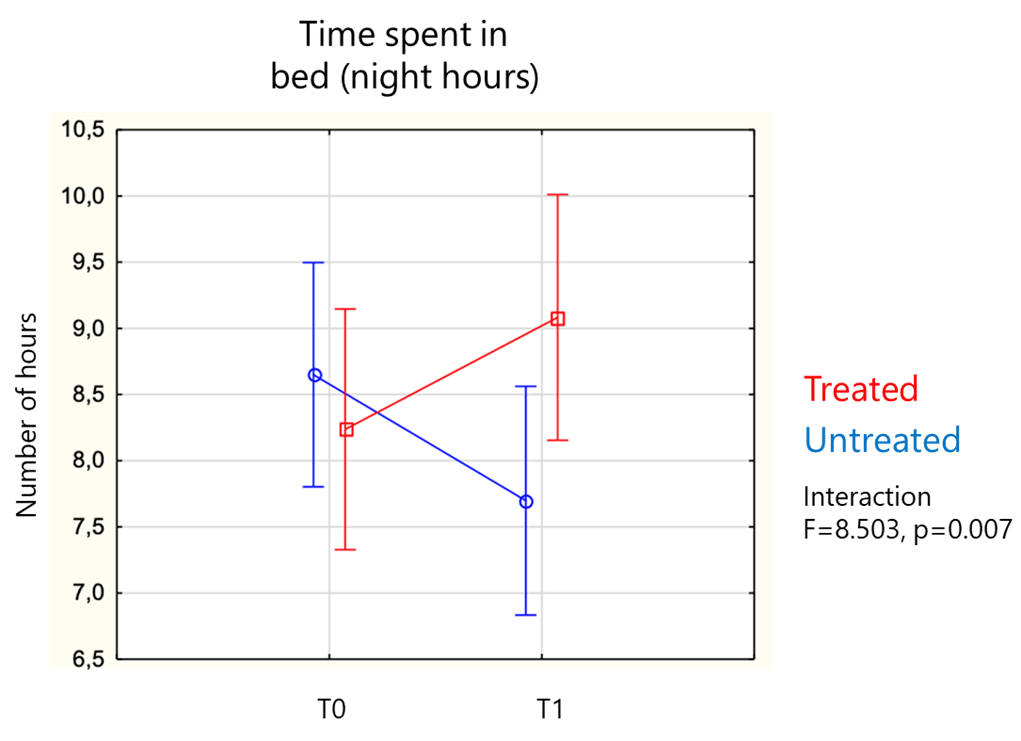 Time spent in
bed (night hours)
10,5
10,0
9,5
9,0
8,5
8,0
7,5
7,0
6,5
Number of hours
T0
T1
Treated
Untreated
Interaction
F=8.503, p=0.007